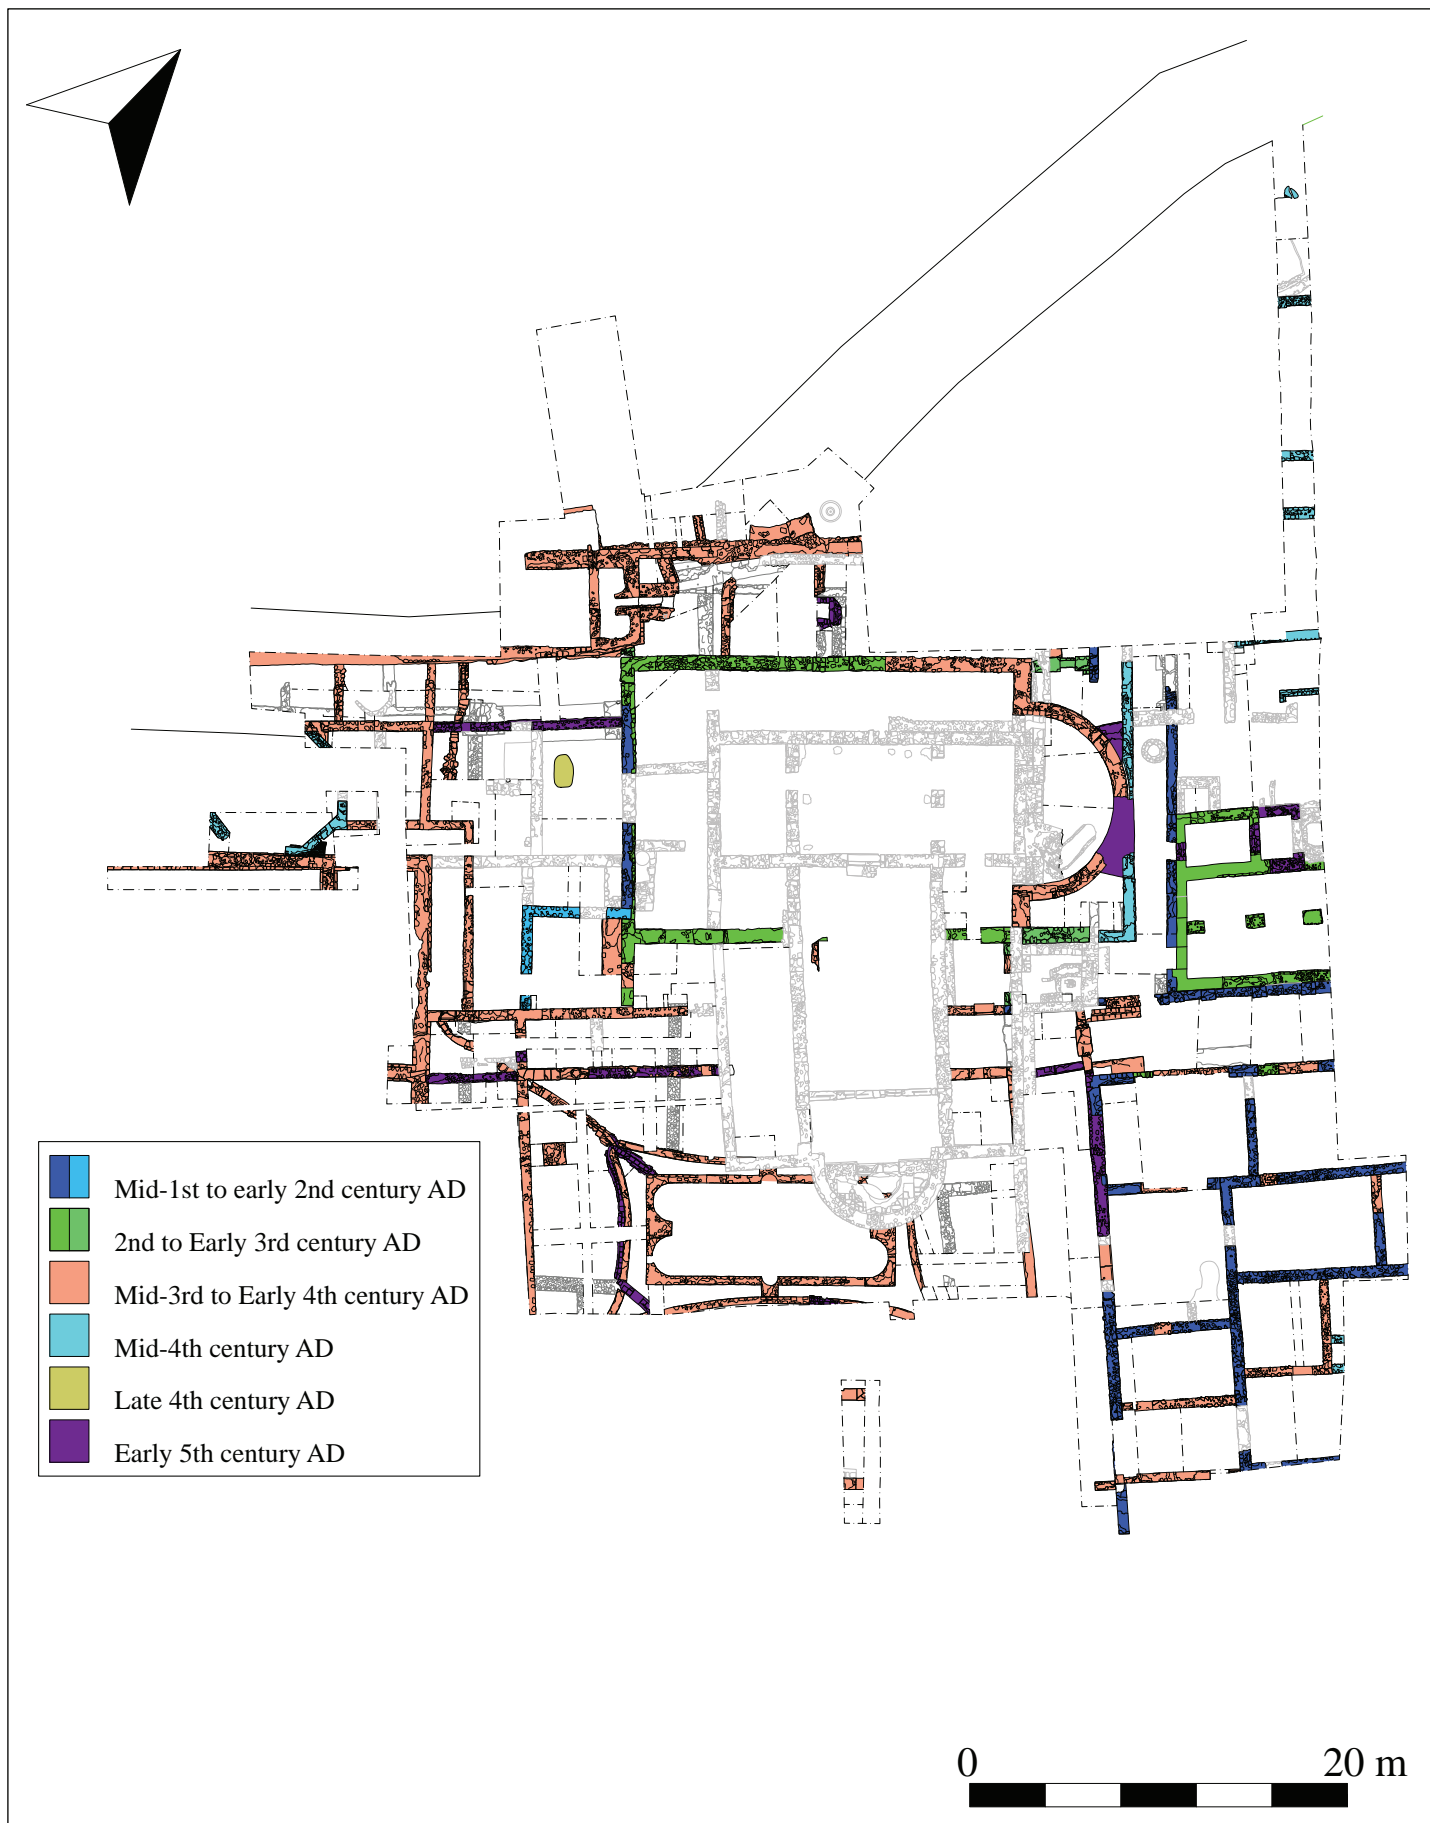 Mid-1st to early 2nd century AD
2nd to Early 3rd century AD
Mid-3rd to Early 4th century AD
Mid-4th century AD
Late 4th century AD
Early 5th century AD
0 20 m